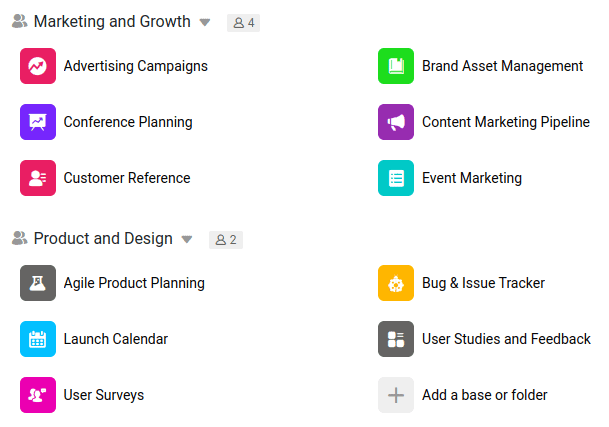 Marketing and Growth 4
Advertising Campaigns
Brand Asset Management
Conference Planning
Content Marketing Pipeline
Customer Reference
Event Marketing
Product and Design 2
Agile Product Planning
Bug & Issue Tracker
Launch Calendar
User Studies and Feedback
User Surveys
Add a base or folder